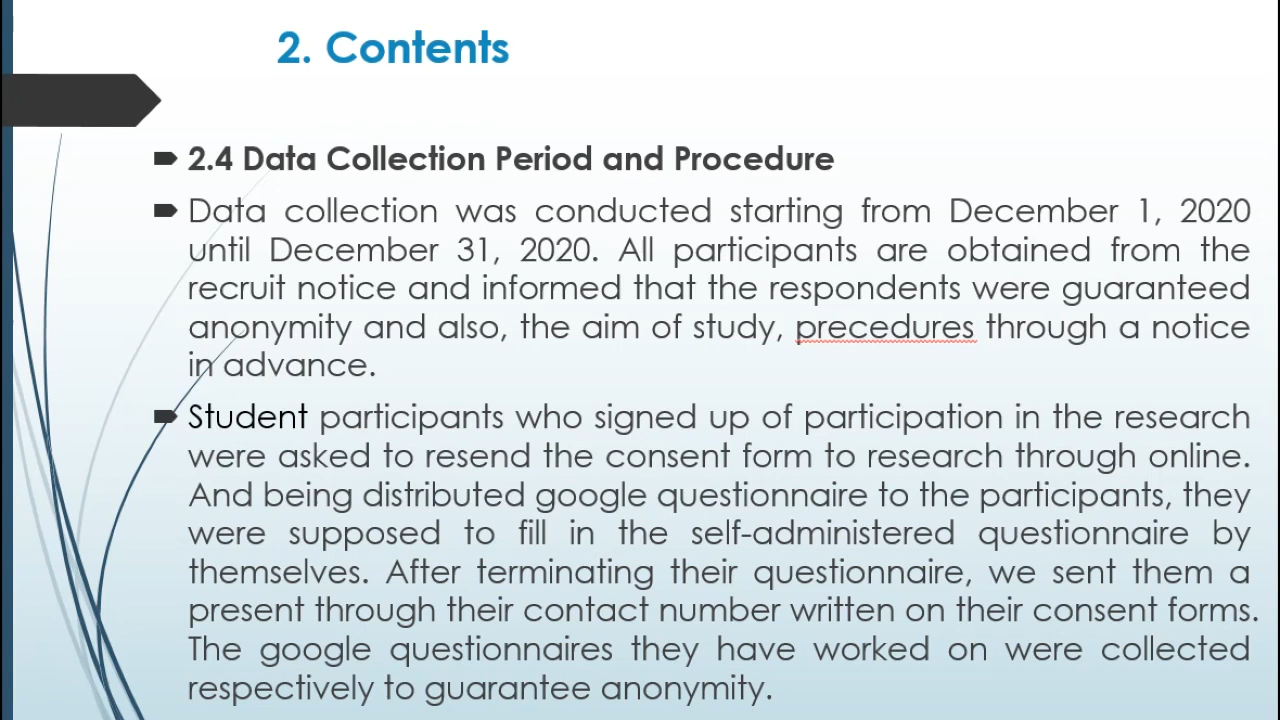 2. Contents
2.4 Data Collection Period and Procedure
Data collection was conducted starting from December 1, 2020
until December 31, 2020. All participants are obtained from the
recruit notice and informed that the respondents were guaranteed
anonymity and also, the aim of study, precedures through a notice
in advance.
Student participants who signed up of participation in the research
were asked to resend the consent form to research through online.
And being distributed google questionnaire to the participants, they
were supposed to fill in the self-administered questionnaire by
themselves. After terminating their questionnaire, we sent them a
present through their contact number written on their consent forms.
The google questionnaires they have worked on were collected
respectively to guarantee anonymity.